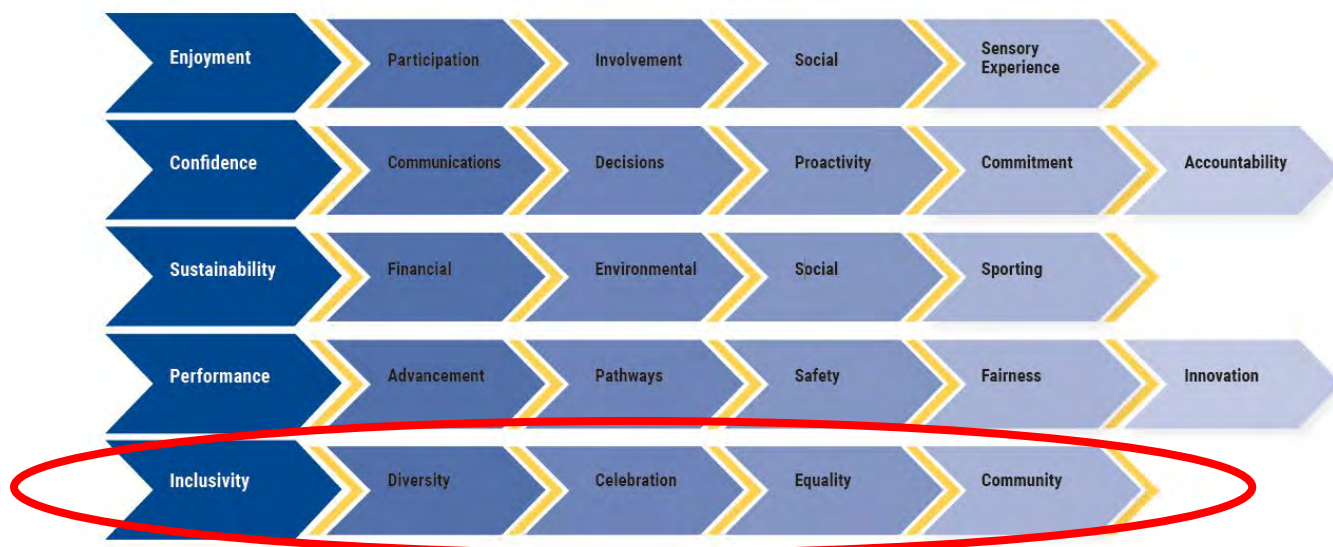 Enjoyment Participation Involvement Social Sensory
Experience
Confidence Communications Decisions Proactivity Commitment Accountability
Sustainability Financial Environmental Social Sporting
Performance Advancement Pathways Safety Fairness Innovation
Inclusivity Diversity Celebration Equality Community